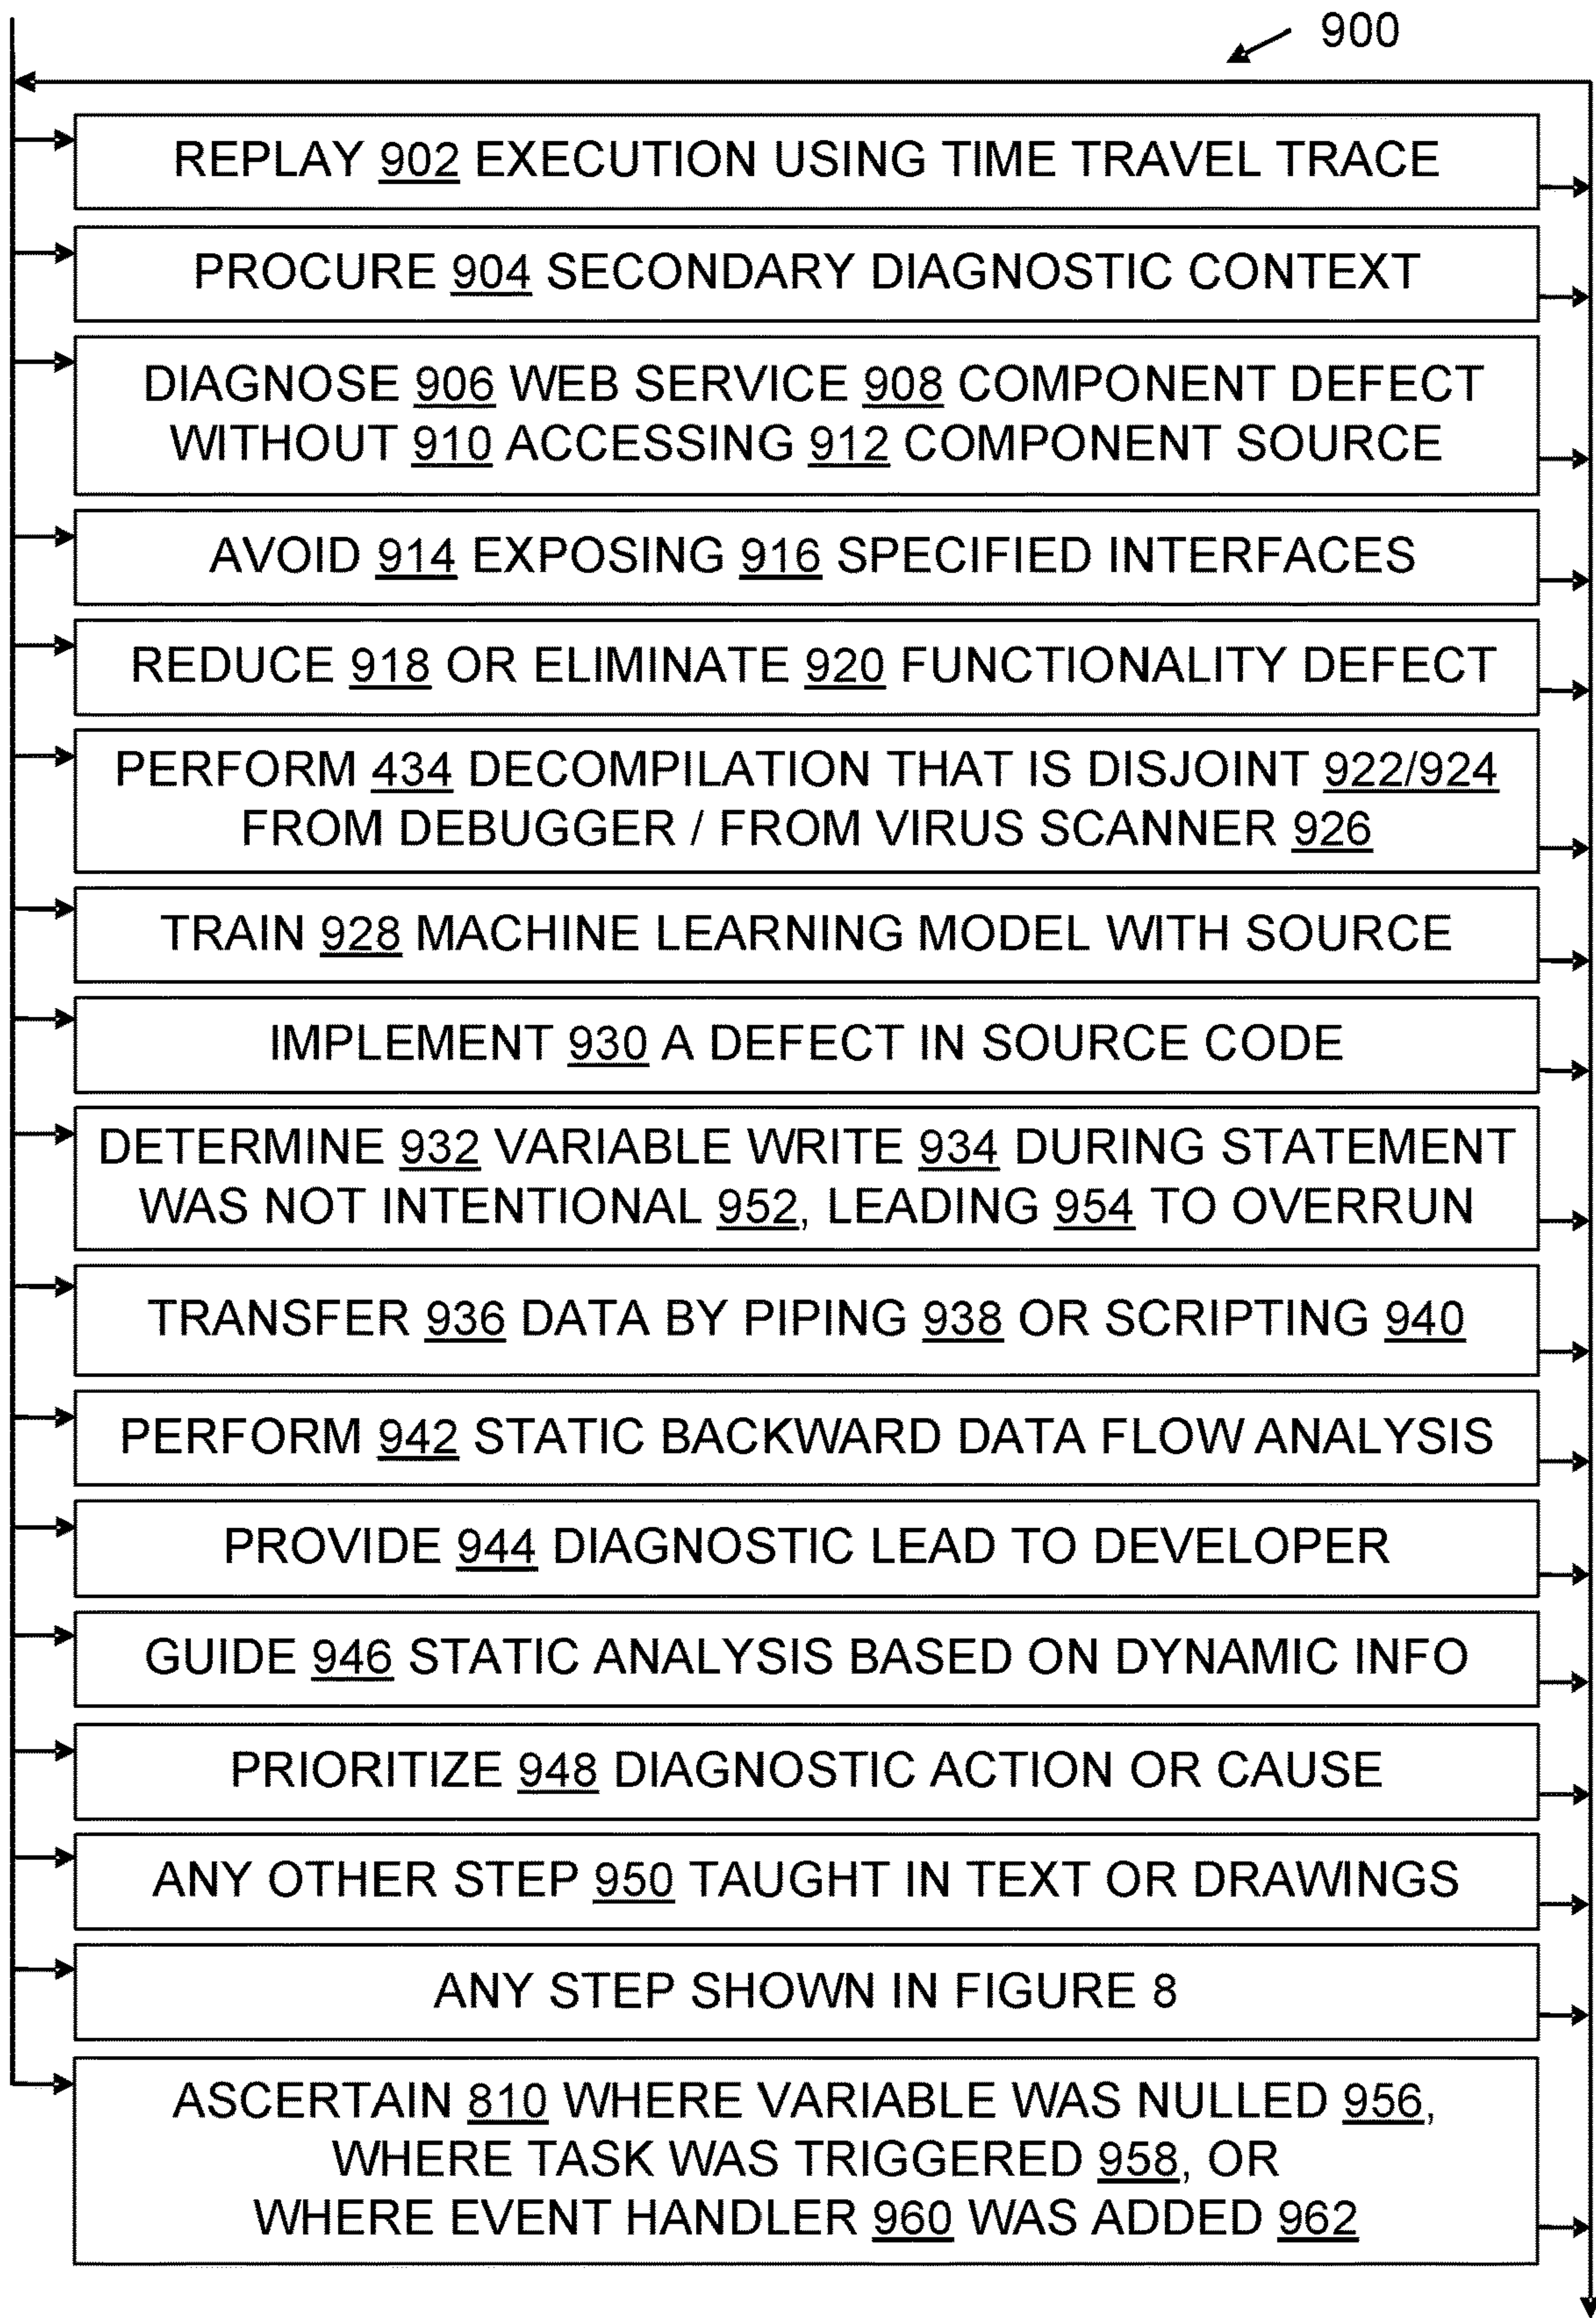 900
REPLAY 902 EXECUTION USING TIME TRAVEL TRACE
PROCURE 904 SECONDARY DIAGNOSTIC CONTEXT
DIAGNOSE 906 WEB SERVICE 908 COMPONENT DEFECT
WITHOUT 910 ACCESSING 912 COMPONENT SOURCE
AVOID 914 EXPOSING 916 SPECIFIED INTERFACES
REDUCE 918 OR ELIMINATE 920 FUNCTIONALITY DEFECT
PERFORM 434 DECOMPILATION THAT IS DISJOINT 922/924
FROM DEBUGGER / FROM VIRUS SCANNER 926
TRAIN 928 MACHINE LEARNING MODEL WITH SOURCE
IMPLEMENT 930 A DEFECT IN SOURCE CODE
DETERMINE 932 VARIABLE WRITE 934 DURING STATEMENT
WAS NOT INTENTIONAL 952, LEADING 954 TO OVERRUN
TRANSFER 936 DATA BY PIPING 938 OR SCRIPTING 940
PERFORM 942 STATIC BACKWARD DATA FLOW ANALYSIS
PROVIDE 944 DIAGNOSTIC LEAD TO DEVELOPER
GUIDE 946 STATIC ANALYSIS BASED ON DYNAMIC INFO
PRIORITIZE 948 DIAGNOSTIC ACTION OR CAUSE
ANY OTHER STEP 950 TAUGHT IN TEXT OR DRAWINGS
ANY STEP SHOWN IN FIGURE 8
ASCERTAIN 810 WHERE VARIABLE WAS NULLED 956,
WHERE TASK WAS TRIGGERED 958, OR
WHERE EVENT HANDLER 960 WAS ADDED 962